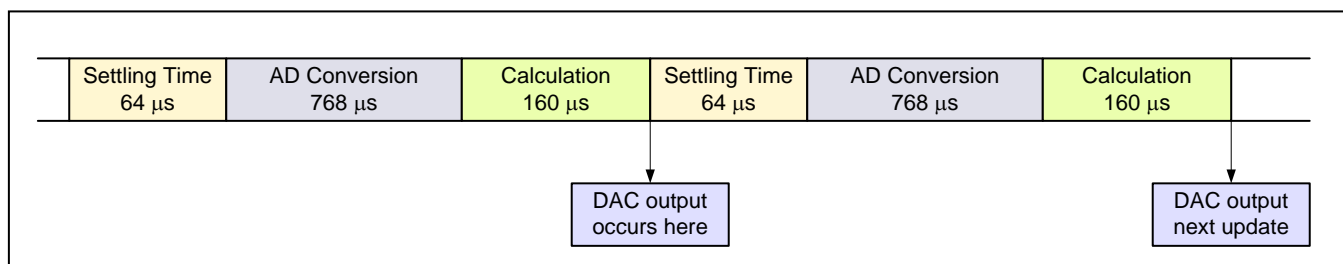 Settling Time
64 μs
AD Conversion
768 μs
Calculation
160 μs
Settling Time
64 μs
AD Conversion
768 μs
Calculation
160 μs
DAC output
occurs here
DAC output
next update